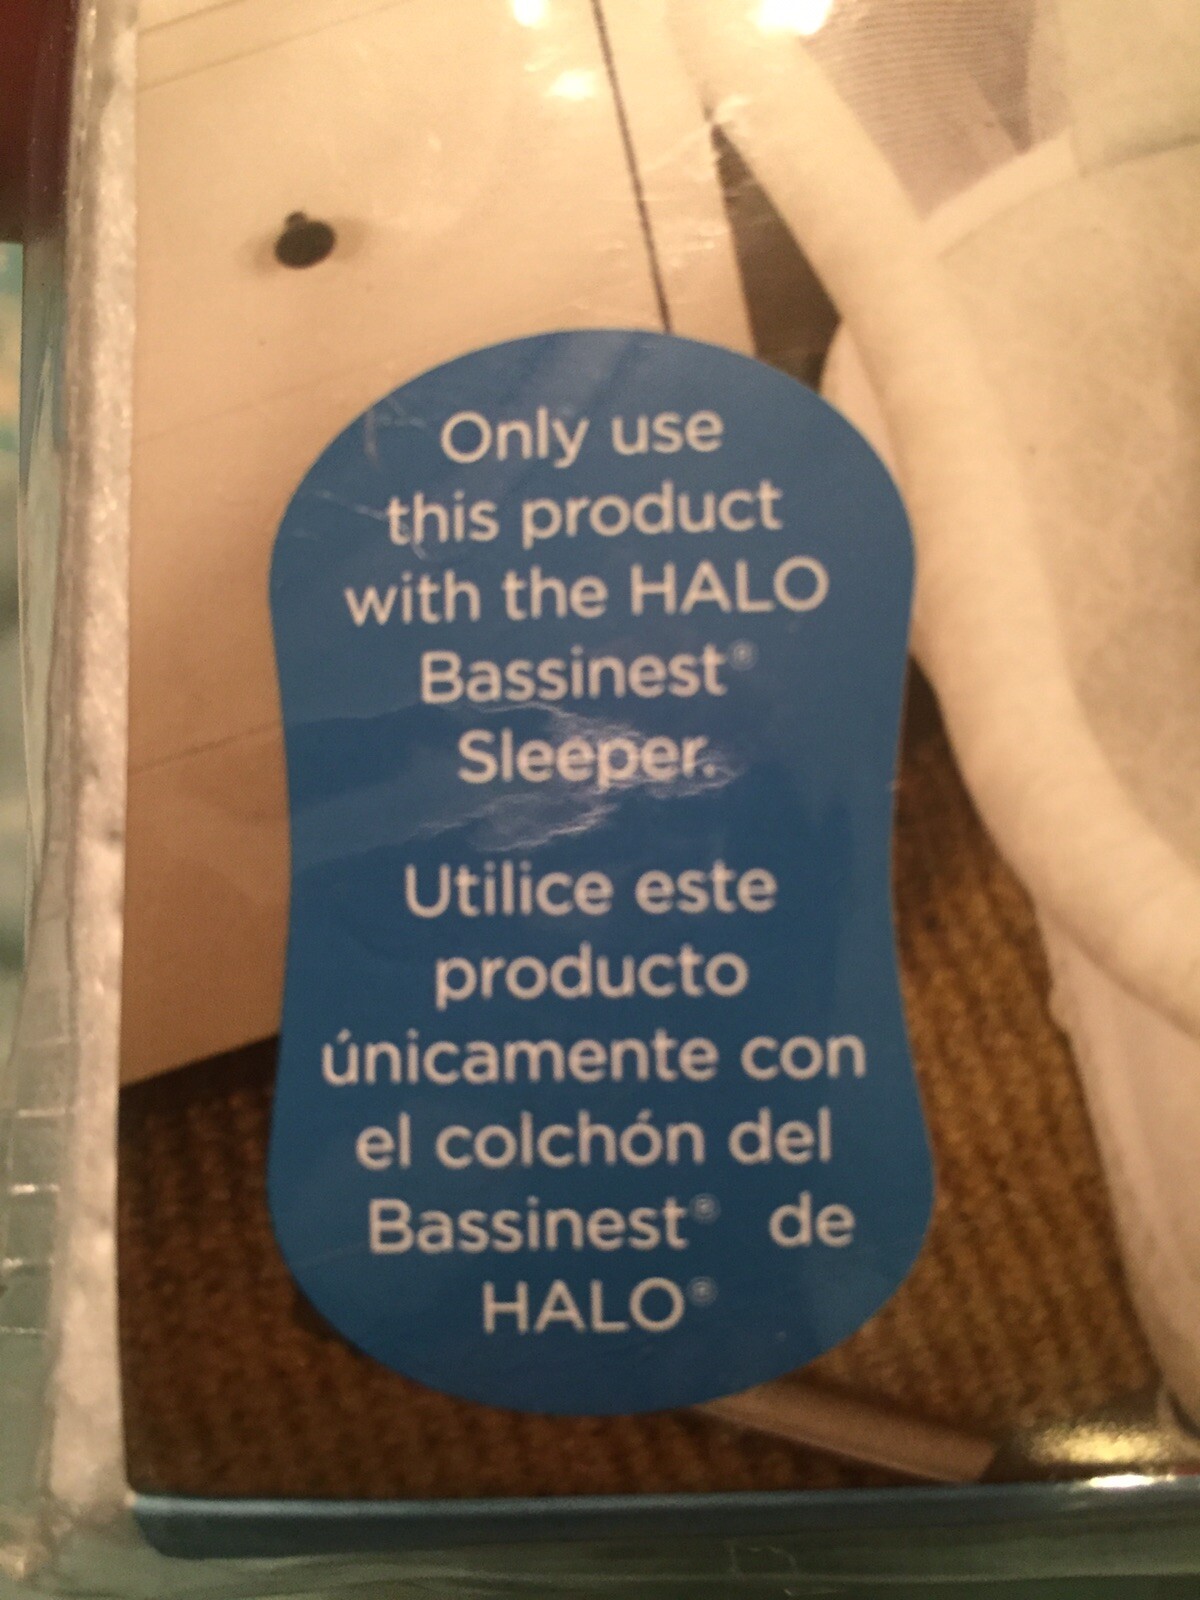 Only use
this product
with the HALO
Bassinest®
Sleeper.
Utilice este
producto
únicamente con
el colchón del
Bassinest® de
HALO®